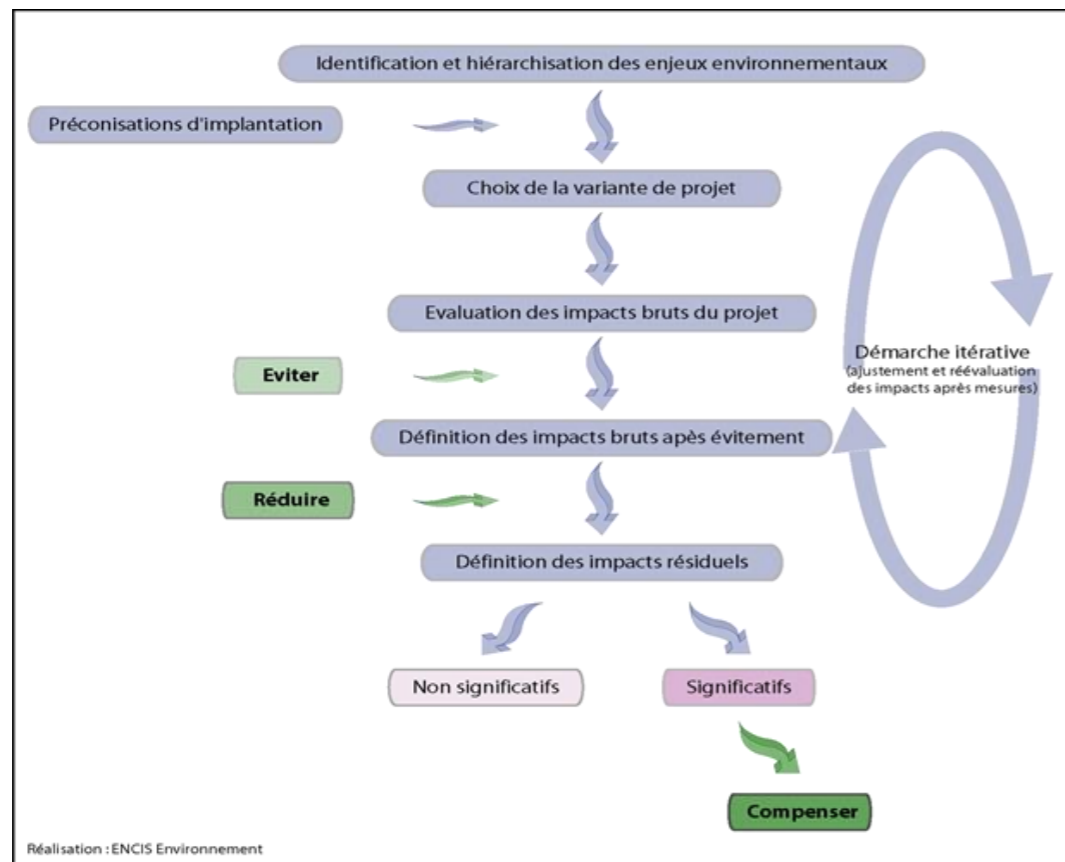 Identification et hiérarchisation des enjeux environnementaux
Préconisations d'implantation
Choix de la variante de projet
Evaluation des impacts bruts du projet
Démarche itérative
(ajustement et réévaluation
des impacts après mesures)
Eviter
Définition des impacts bruts apès évitement
Réduire
Définition des impacts résiduels
Non significatifs
Significatifs
Compenser
Réalisation : ENCIS Environnement